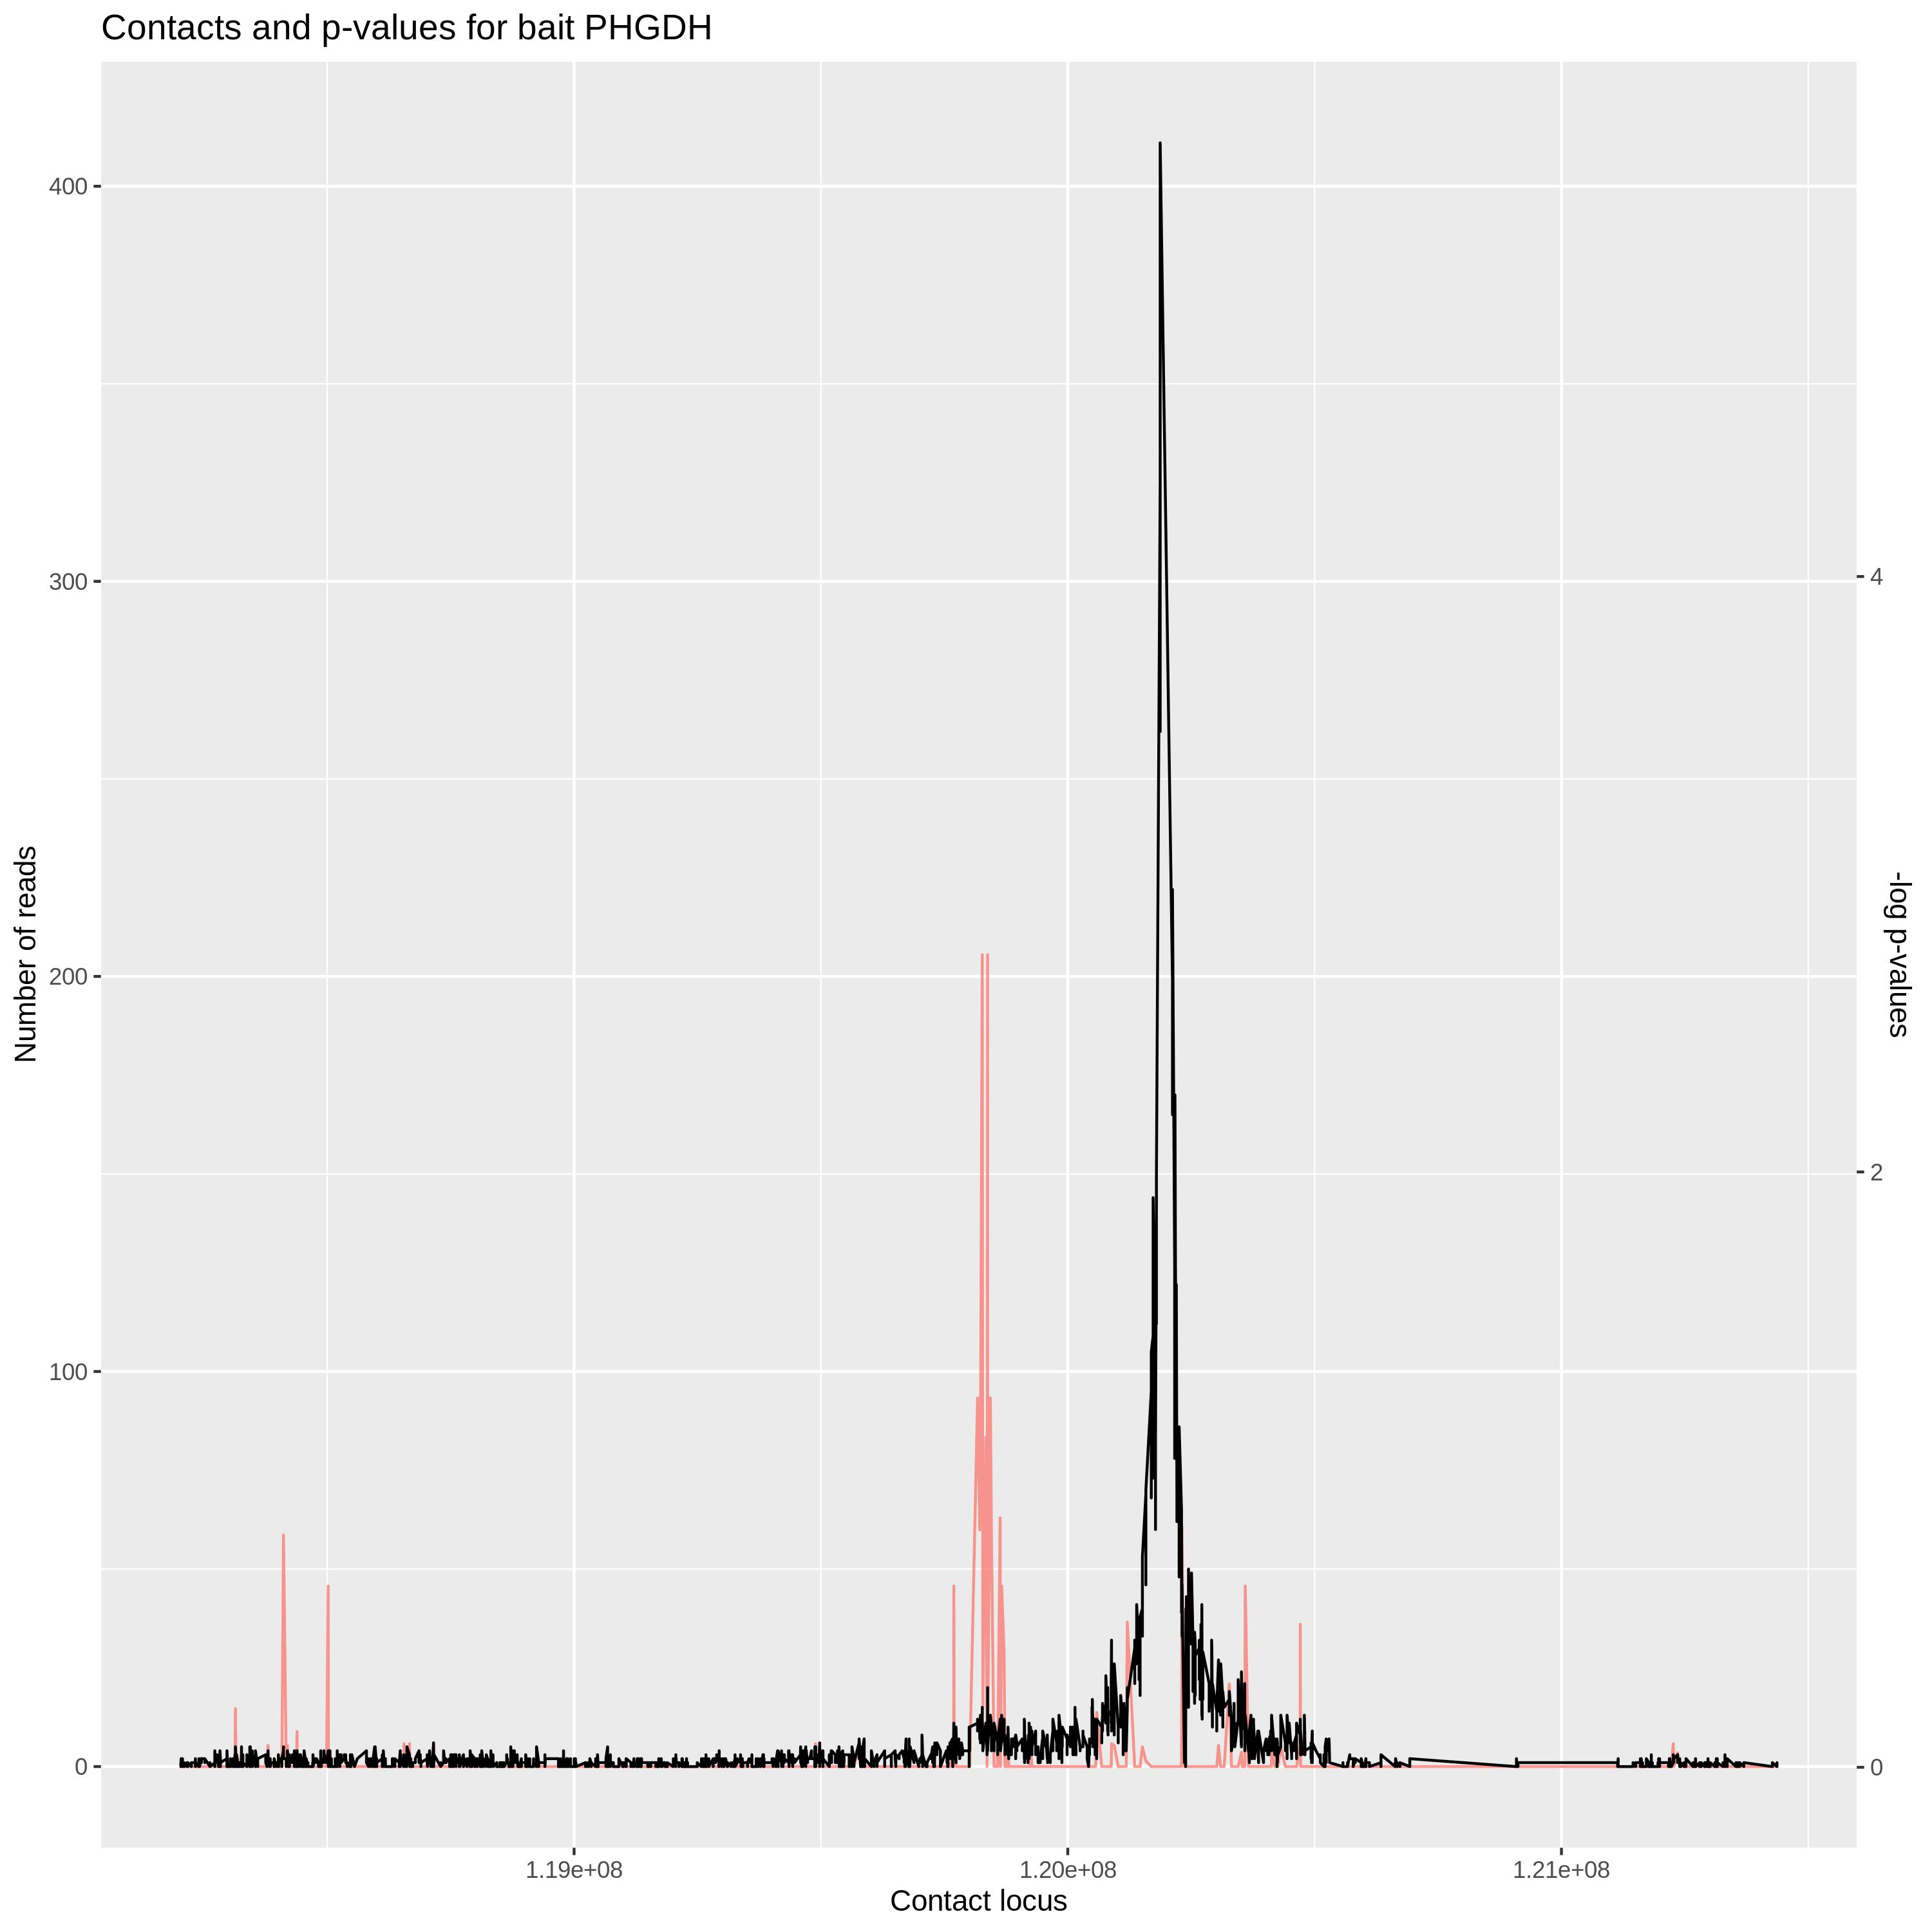 Contacts and p-values for bait PHGDH
400
300
200
100
0
Number of reads
4
2
0
-log p-values
1.19e+08
1.20e+08
1.21e+08
Contact locus